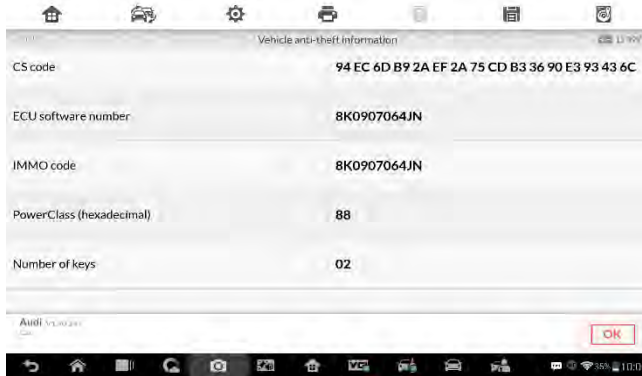 Vehicle anti-theft information
CS code 94 EC 6D B9 2A EF 2A 75 CD B3 36 90 E3 93 43 6C
ECU software number 8K0907064JN
IMMO code 8K0907064JN
PowerClass (hexadecimal) 88
Number of keys 02
Audi
OK
VCI 35%